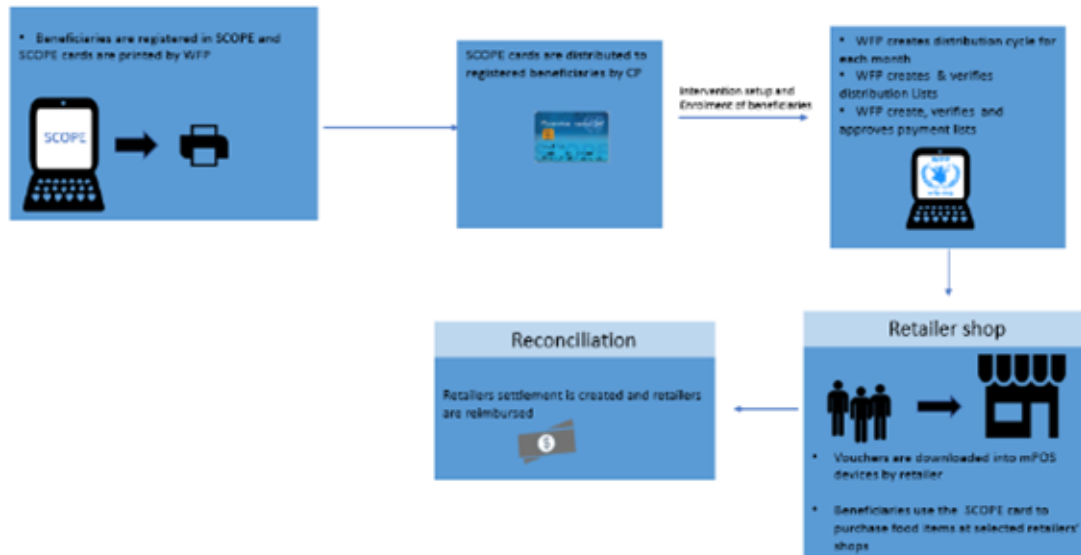 • Beneficiaries are registered in SCOPE and
SCOPE cards are printed by WFP
SCOPE
SCOPE cards are distributed to
registered beneficiaries by CP
Intervention setup and
Enrolment of beneficiaries
• WFP creates distribution cycle for
each month
• WFP creates & verifies
distribution Lists
• WFP create, verifies and
approves payment lists
WFP
Retailer shop
• Vouchers are downloaded into mPOS
devices by retailer
• Beneficiaries use the SCOPE card to
purchase food items at selected retailers'
shops
Reconciliation
Retailers settlement is created and retailers
are reimbursed
$